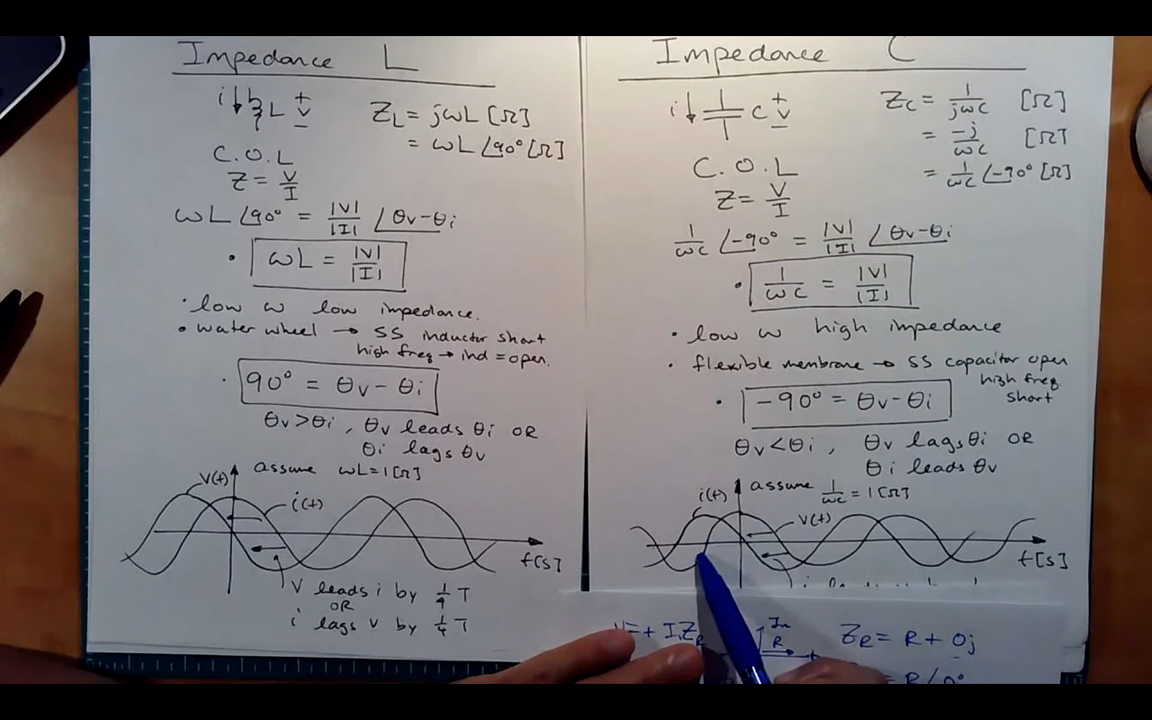 Impedance L
i L + v -
Z_L = jωL [Ω]
= ωL ∠90° [Ω]
C.O.L
Z = V/I
ωL ∠90° = |V|/|I| ∠θv-θi
• ωL = |V|/|I|
• low ω low impedance.
• water wheel → SS inductor short
high freq → ind = open.
• 90° = θv - θi
θv > θi , θv leads θi OR
θi lags θv
V(t) assume ωL = 1[Ω]
i(t)
t[s]
V leads i by 1/4 T
OR
i lags v by 1/4 T
Impedance C
i C + v -
Z_C = 1/jωC [Ω]
= -j/ωC [Ω]
= 1/ωC ∠-90° [Ω]
C.O.L
Z = V/I
1/ωC ∠-90° = |V|/|I| ∠θv-θi
• 1/ωC = |V|/|I|
• low ω high impedance
• flexible membrane → SS capacitor open
high freq
short
• -90° = θv - θi
θv < θi , θv lags θi OR
θi leads θv
i(t) assume 1/ωC = 1[Ω]
V(t)
t[s]
+ I Z_R
R
Z_R = R + 0j